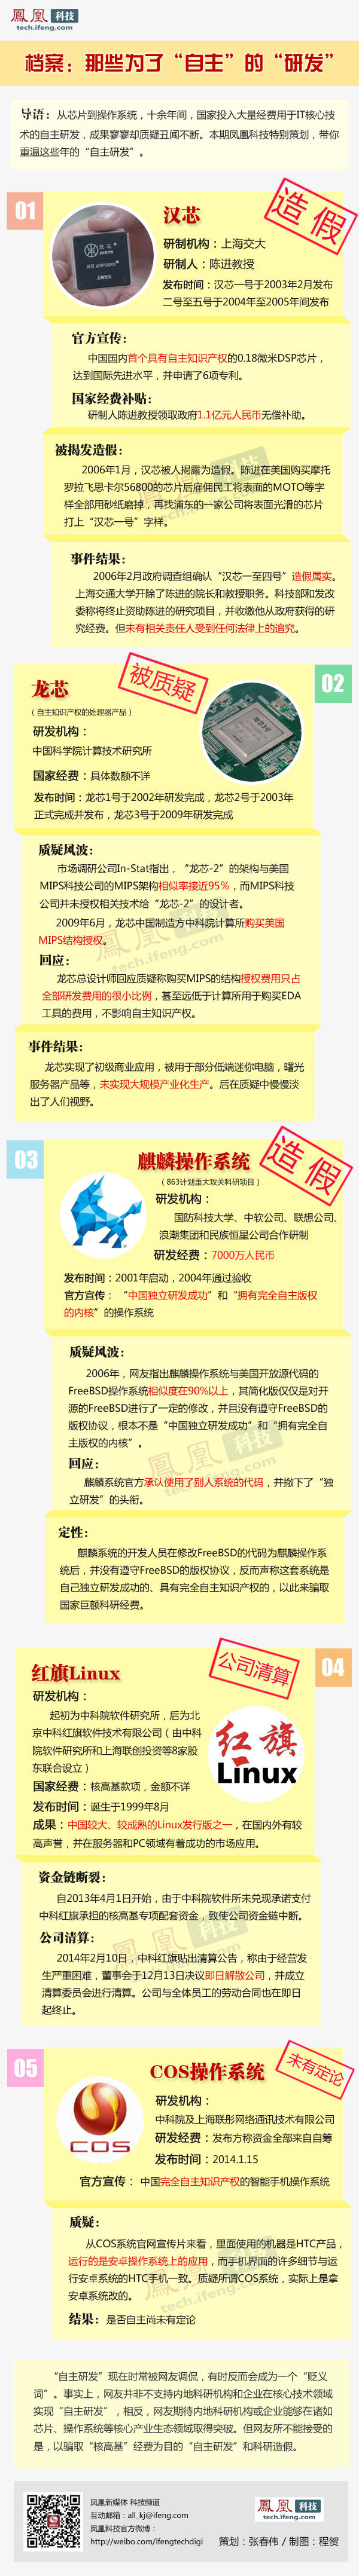 鳳凰科技
tech.ifeng.com
档案：那些为了“自主”的“研发”
导语：从芯片到操作系统，十余年间，国家投入大量经费用于IT核心技
术的自主研发，成果寥寥却质疑丑闻不断。本期凤凰科技特别策划，带你
重温这些年的“自主研发”。
01
汉芯
造假
研制机构：上海交大
研制人：陈进教授
发布时间：汉芯一号于2003年2月发布
二号至五号于2004年至2005年间发布
官方宣传：
中国国内首个具有自主知识产权的0.18微米DSP芯片，
达到国际先进水平，并申请了6项专利。
国家经费补贴：
研制人陈进教授领取政府1.1亿元人民币无偿补助。
被揭发造假：
2006年1月，汉芯被人揭露为造假。陈进在美国购买摩托
罗拉飞思卡尔56800的芯片后雇佣民工将表面的MOTO等字
样全部用砂纸磨掉，再找浦东的一家公司将表面光滑的芯片
打上“汉芯一号”字样。
事件结果：
2006年2月政府调查组确认“汉芯一至四号”造假属实。
上海交通大学开除了陈进的院长和教授职务。科技部和发改
委称将终止资助陈进的研究项目，并收缴他从政府获得的研
究经费。但未有相关责任人受到任何法律上的追究。
龙芯
被质疑
02
（自主知识产权的处理器产品）
研发机构：
中国科学院计算技术研究所
国家经费：具体数额不详
发布时间：龙芯1号于2002年研发完成，龙芯2号于2003年
正式完成并发布，龙芯3号于2009年研发完成
质疑风波：
市场调研公司In-Stat指出，“龙芯-2”的架构与美国
MIPS科技公司的MIPS架构相似率接近95%，而MIPS科技
公司并未授权相关技术给“龙芯-2”的设计者。
2009年6月，龙芯中国制造方中科院计算所购买美国
MIPS结构授权。
回应：
龙芯总设计师回应质疑称购买MIPS的结构授权费用只占
全部研发费用的很小比例，甚至远低于计算所用于购买EDA
工具的费用，不影响自主知识产权。
事件结果：
龙芯实现了初级商业应用，被用于部分低端迷你电脑，曙光
服务器产品等，未实现大规模产业化生产。后在质疑中慢慢淡
出了人们视野。
03
麒麟操作系统
造假
（863计划重大攻关科研项目）
研发机构：
国防科技大学、中软公司、联想公司、
浪潮集团和民族恒星公司合作研制
研发经费：7000万人民币
发布时间：2001年启动，2004年通过验收
官方宣传：“中国独立研发成功”和“拥有完全自主版权
的内核”的操作系统
质疑风波：
2006年，网友指出麒麟操作系统与美国开放源代码的
FreeBSD操作系统相似度在90%以上，其简化版仅仅是对开
源的FreeBSD进行了一定的修改，并且没有遵守FreeBSD的
版权协议，根本不是“中国独立研发成功”和“拥有完全自
主版权的内核”。
回应：
麒麟系统官方承认使用了别人系统的代码，并撤下了“独
立研发”的头衔。
定性：
麒麟系统的开发人员在修改FreeBSD的代码为麒麟操作系
统后，并没有遵守FreeBSD的版权协议，反而声称这套系统是
自己独立研发成功的、具有完全自主知识产权的，以此来骗取
国家巨额科研经费。
红旗Linux
公司清算
04
研发机构：
起初为中科院软件研究所，后为北
京中科红旗软件技术有限公司（由中科
院软件研究所和上海联创投资等8家股
东联合设立）
红旗
Linux
国家经费：核高基款项，金额不详
发布时间：诞生于1999年8月
成果：中国较大、较成熟的Linux发行版之一，在国内外有较
高声誉，并在服务器和PC领域有着成功的市场应用。
资金链断裂：
自2013年4月1日开始，由于中科院软件所未兑现承诺支付
中科红旗承担的核高基专项配套资金，致使公司资金链中断。
公司清算：
2014年2月10日，中科红旗贴出清算公告，称由于经营发
生严重困难，董事会于12月13日决议即日解散公司，并成立
清算委员会进行清算。公司与全体员工的劳动合同也在即日
起终止。
05
COS操作系统
未有定论
COS
研发机构：
中科院及上海联彤网络通讯技术有限公司
研发经费：发布方称资金全部来自自筹
发布时间：2014.1.15
官方宣传：中国完全自主知识产权的智能手机操作系统
质疑：
从COS系统官网宣传片来看，里面使用的机器是HTC产品，
运行的是安卓操作系统上的应用，而手机界面的许多细节与运
行安卓系统的HTC手机一致。质疑所谓COS系统，实际上是拿
安卓系统改的。
结果：是否自主尚未有定论
“自主研发”现在时常被网友调侃，有时反而会成为一个“贬义
词”。事实上，网友并非不支持内地科研机构和企业在核心技术领域
实现“自主研发”，相反，网友期待内地科研机构或企业能够在诸如
芯片、操作系统等核心产业生态领域取得突破。但网友所不能接受的
是，以骗取“核高基”经费为目的“自主研发”和科研造假。
凤凰新媒体 科技频道
互动邮箱：all_kj@ifeng.com
凤凰科技官方微博：
http://weibo.com/ifengtechdigi
鳳凰科技
tech.ifeng.com
策划：张春伟 / 制图：程贺